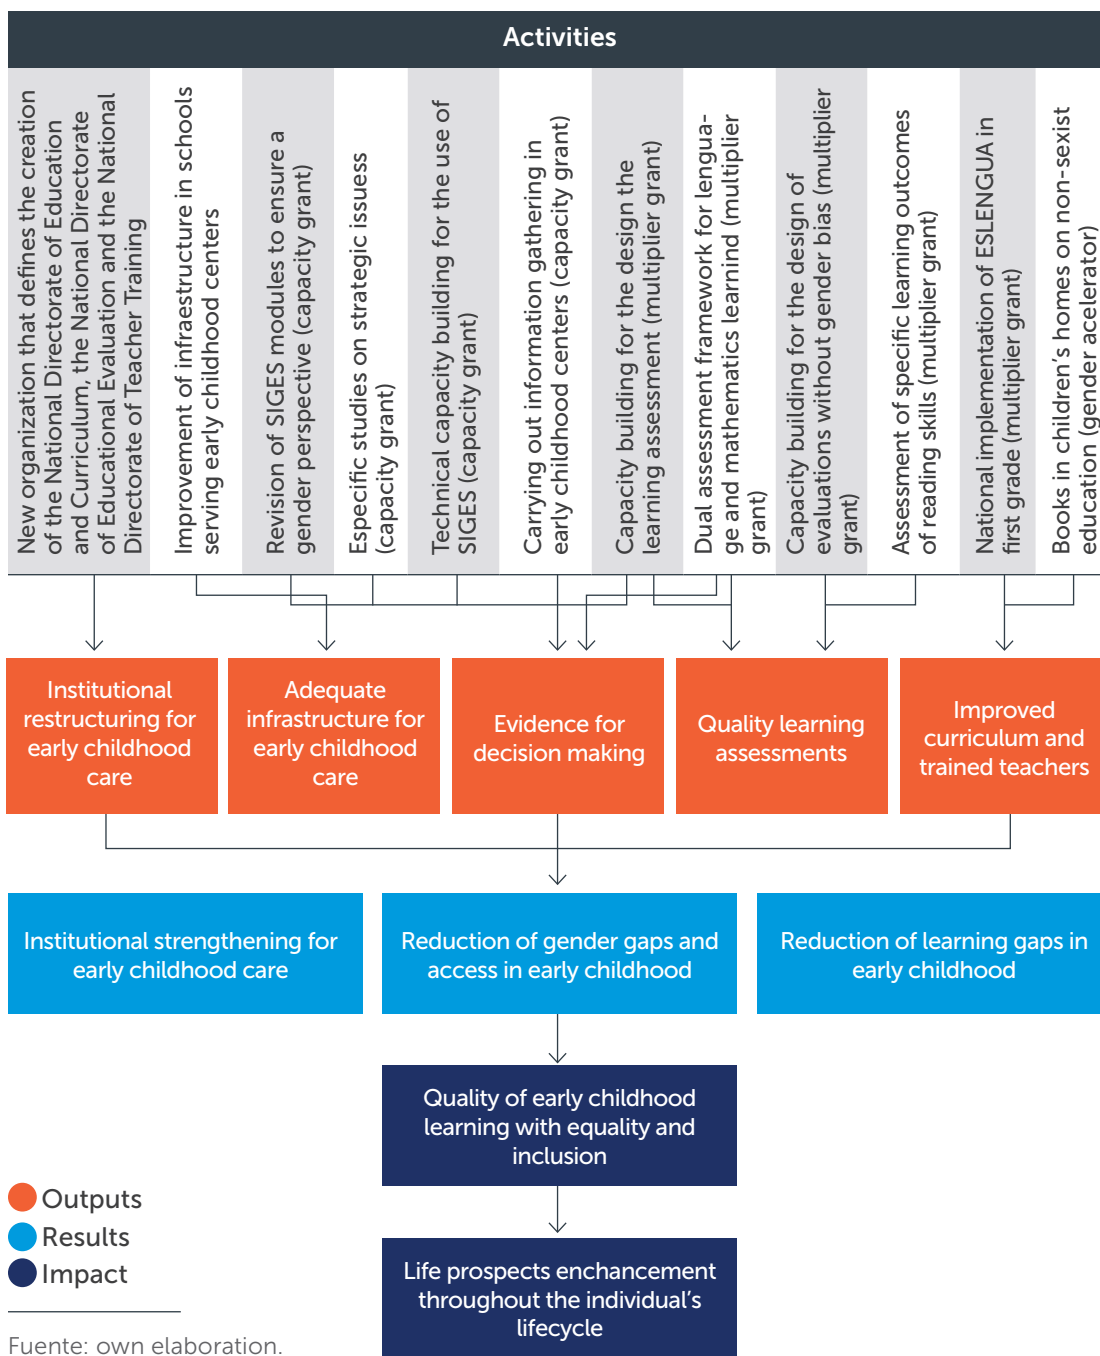 Activities
New organization that defines the creation
of the National Directorate of Education
and Curriculum, the National Directorate
of Educational Evaluation and the National
Directorate of Teacher Training
Improvement of infraestructure in schools
serving early childhood centers
Revision of SIGES modules to ensure a
gender perspective (capacity grant)
Especific studies on strategic issuess
(capacity grant)
Technical capacity building for the use of
SIGES (capacity grant)
Carrying out information gathering in
early childhood centers (capacity grant)
Capacity building for the design the
learning assessment (multiplier grant)
Dual assessment framework for lengua-
ge and mathematics learnind (multiplier
grant)
Capacity building for the design of
evaluations without gender bias (multiplier
grant)
Assessment of specific learning outcomes
of reading skills (multiplier grant)
National implementation of ESLENGUA in
first grade (multiplier grant)
Books in children's homes on non-sexist
education (gender acelerator)
Institutional
restructuring for
early childhood
care
Adequate
infrastructure for
early childhood
care
Evidence for
decision making
Quality learning
assessments
Improved
curriculum and
trained teachers
Institutional strengthening for
early childhood care
Reduction of gender gaps and
access in early childhood
Reduction of learning gaps in
early childhood
Quality of early childhood
learning with equality and
inclusion
Life prospects enchancement
throughout the individual's
lifecycle
Outputs
Results
Impact
Fuente: own elaboration.